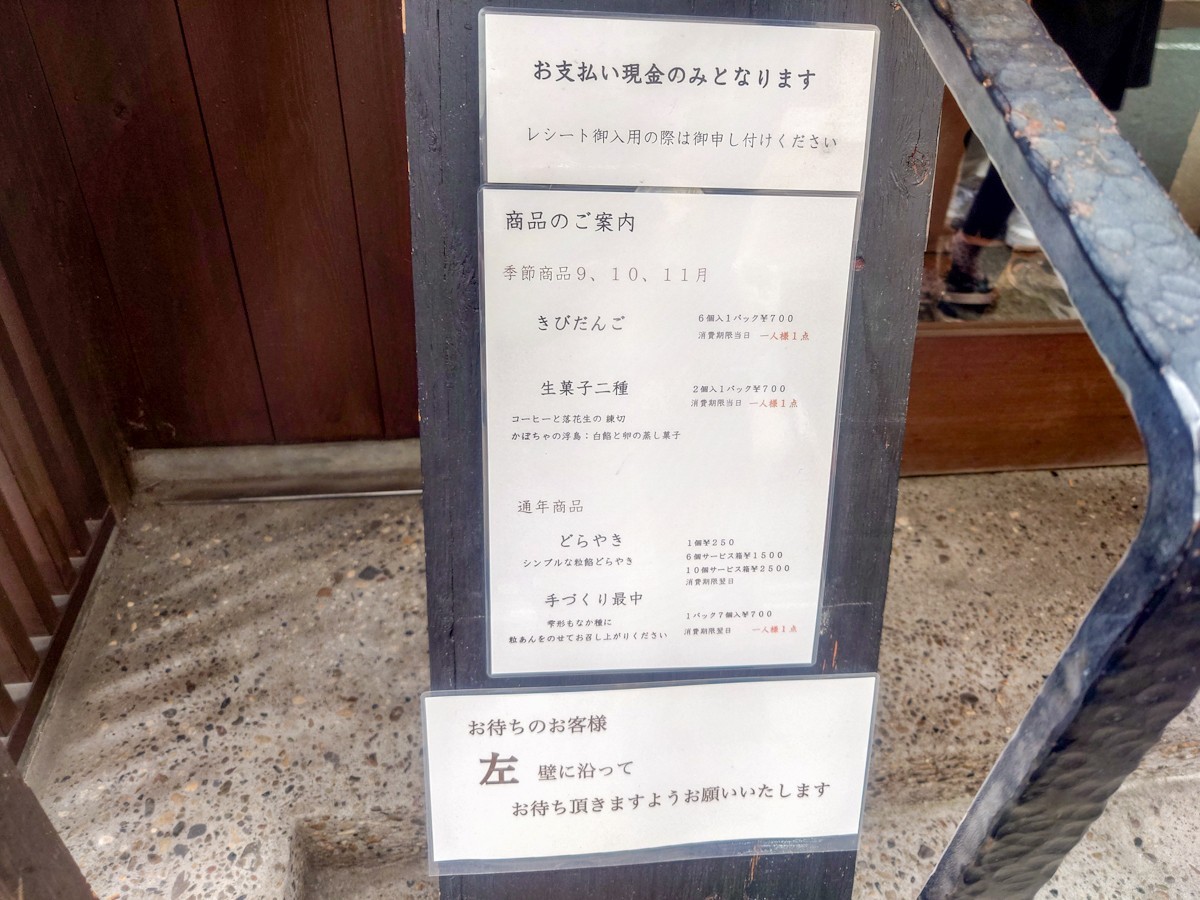 お支払い現金のみとなります
レシート御入用の際は御申し付けください
商品のご案内
季節商品９、１０、１１月
きびだんご
６個入１パック￥７００
消費期限当日 一人様１点
生菓子二種
２個入１パック￥７００
消費期限当日 一人様１点
コーヒーと落花生の 練切
かぼちゃの浮島：白餡と卵の蒸し菓子
通年商品
どらやき
１個￥２５０
シンプルな粒餡どらやき
６個サービス箱￥１５００
１０個サービス箱￥２５００
消費期限翌日
手づくり最中
１パック７個入￥７００
雫形もなか種に
消費期限翌日 一人様１点
粒あんをのせてお召し上がりください
お待ちのお客様
左 壁に沿って
お待ち頂きますようお願いいたします